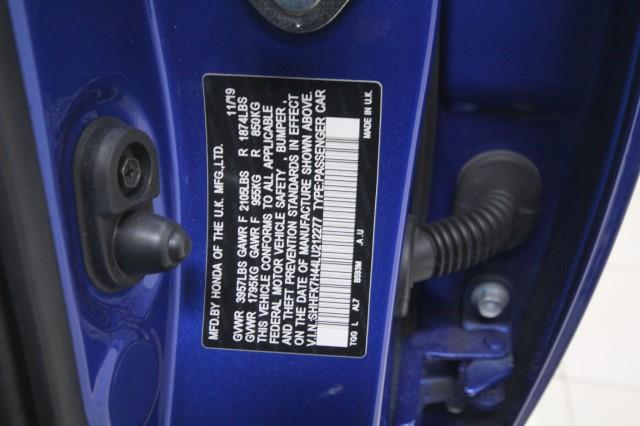 MFD.BY HONDA OF THE U.K. MFG.,LTD. 11/19
GVWR 3957LBS GAWR F 2105LBS R 1874LBS
GVWR 1795KG GAWR F 955KG R 850KG
THIS VEHICLE CONFORMS TO ALL APPLICABLE
FEDERAL MOTOR VEHICLE SAFETY , BUMPER,
AND THEFT PREVENTION STANDARDS IN EFFECT
ON THE DATE OF MANUFACTURE SHOWN ABOVE.
V.I.N.:SHHFK7H44LU212277 TYPE:PASSENGER CAR
TGG L AL7 B593M .A.U MADE IN U.K.